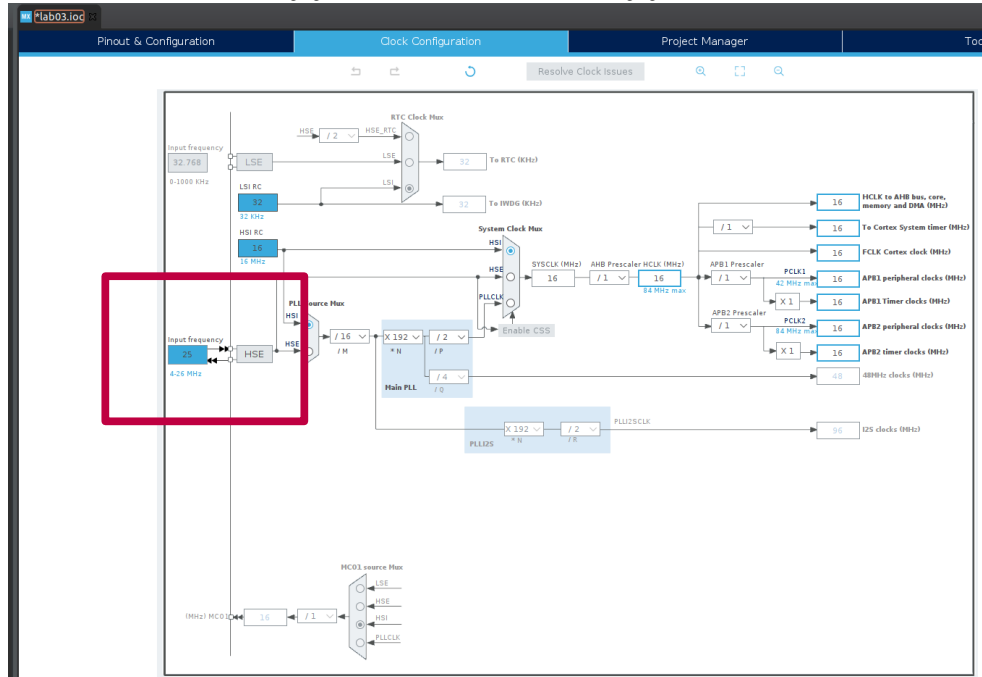 MX *lab03.ioc
Pinout & Configuration
Clock Configuration
Project Manager
Too
Resolve Clock Issues
RTC Clock Mux
HSE
/ 2
HSE_RTC
Input frequency
32.768
LSE
LSE
32
To RTC (KHz)
0-1000 KHz
LSI RC
LSI
32
32 KHz
32
To IWDG (KHz)
HSI RC
16
16 MHz
System Clock Mux
HSI
HSE
PLLCLK
SYSCLK (MHz)
16
AHB Prescaler
/ 1
HCLK (MHz)
16
84 MHz max
Enable CSS
16
HCLK to AHB bus, core,
memory and DMA (MHz)
/ 1
16
To Cortex System timer (MHz)
16
FCLK Cortex clock (MHz)
APB1 Prescaler
/ 1
PCLK1
42 MHz max
16
APB1 peripheral clocks (MHz)
X 1
16
APB1 Timer clocks (MHz)
APB2 Prescaler
/ 1
PCLK2
84 MHz max
16
APB2 peripheral clocks (MHz)
X 1
16
APB2 timer clocks (MHz)
48
48MHz clocks (MHz)
Input frequency
25
HSE
4-26 MHz
HSI
HSE
/ 16
/ M
X 192
* N
/ 2
/ P
/ 4
/ Q
Main PLL
X 192
* N
/ 2
/ R
PLLI2S
PLLI2SCLK
96
I2S clocks (MHz)
MCO1 source Mux
LSE
HSE
HSI
PLLCLK
(MHz) MCO1
16
/ 1